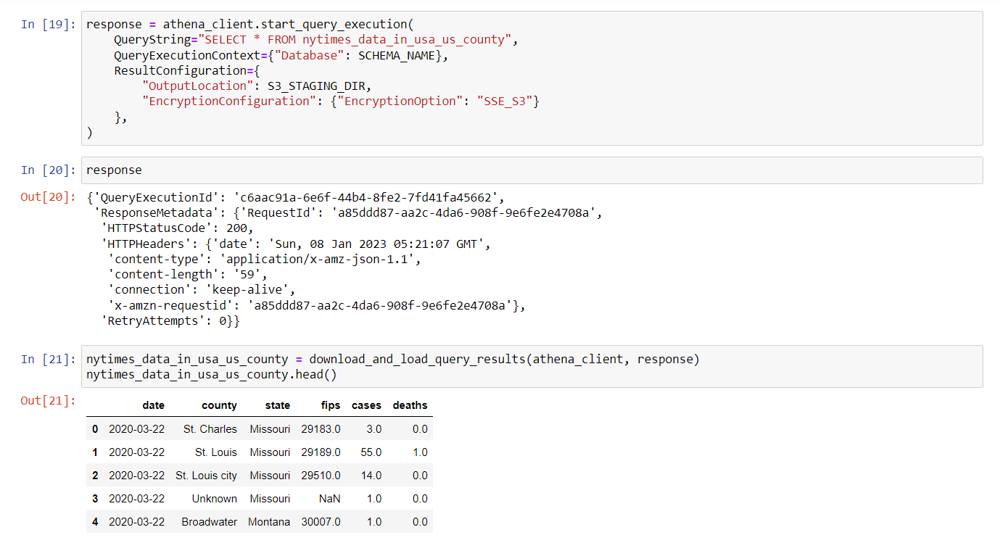 In [19]: response = athena_client.start_query_execution(
    QueryString="SELECT * FROM nytimes_data_in_usa_us_county",
    QueryExecutionContext={"Database": SCHEMA_NAME},
    ResultConfiguration={
        "OutputLocation": S3_STAGING_DIR,
        "EncryptionConfiguration": {"EncryptionOption": "SSE_S3"}
    },
)
In [20]: response
Out[20]: {'QueryExecutionId': 'c6aac91a-6e6f-44b4-8fe2-7fd41fa45662',
 'ResponseMetadata': {'RequestId': 'a85ddd87-aa2c-4da6-908f-9e6fe2e4708a',
  'HTTPStatusCode': 200,
  'HTTPHeaders': {'date': 'Sun, 08 Jan 2023 05:21:07 GMT',
   'content-type': 'application/x-amz-json-1.1',
   'content-length': '59',
   'connection': 'keep-alive',
   'x-amzn-requestid': 'a85ddd87-aa2c-4da6-908f-9e6fe2e4708a'},
  'RetryAttempts': 0}}
In [21]: nytimes_data_in_usa_us_county = download_and_load_query_results(athena_client, response)
nytimes_data_in_usa_us_county.head()
Out[21]:
date county state fips cases deaths
0 2020-03-22 St. Charles Missouri 29183.0 3.0 0.0
1 2020-03-22 St. Louis Missouri 29189.0 55.0 1.0
2 2020-03-22 St. Louis city Missouri 29510.0 14.0 0.0
3 2020-03-22 Unknown Missouri NaN 1.0 0.0
4 2020-03-22 Broadwater Montana 30007.0 1.0 0.0